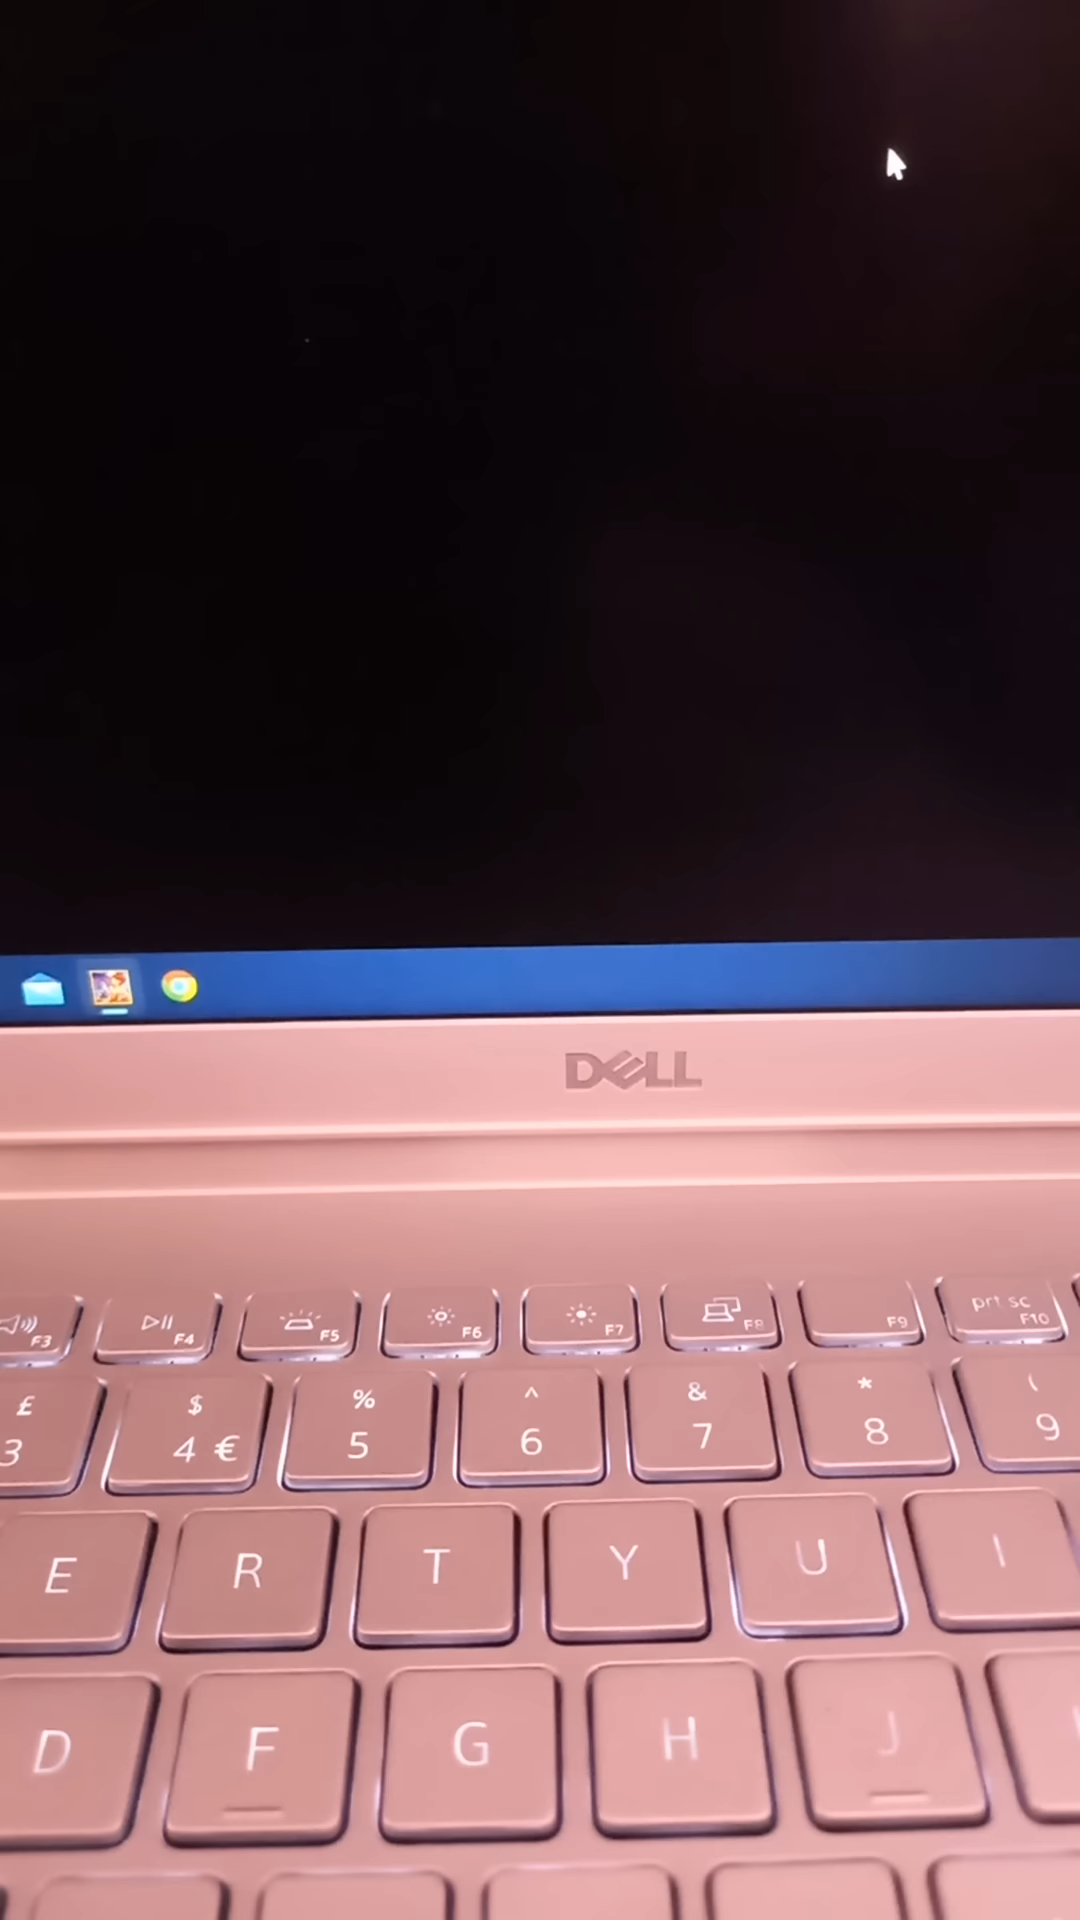 DELL
F3 F4 F5 F6 F7 F8 F9 prt sc F10
£ $ % ^ & * (
3 4 € 5 6 7 8 9
E R T Y U I
D F G H J